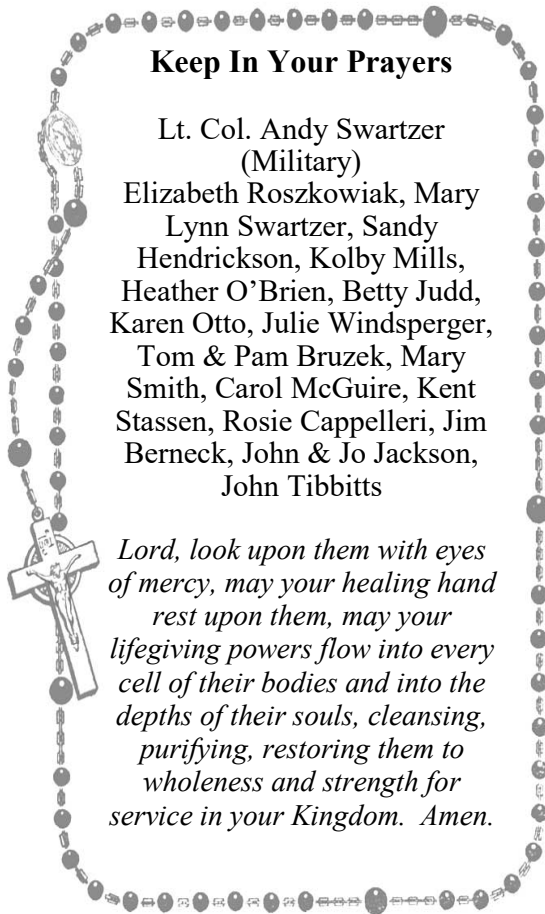 Keep In Your Prayers
Lt. Col. Andy Swartzer
(Military)
Elizabeth Roszkowiak, Mary
Lynn Swartzer, Sandy
Hendrickson, Kolby Mills,
Heather O’Brien, Betty Judd,
Karen Otto, Julie Windsperger,
Tom & Pam Bruzek, Mary
Smith, Carol McGuire, Kent
Stassen, Rosie Cappelleri, Jim
Berneck, John & Jo Jackson,
John Tibbitts
Lord, look upon them with eyes
of mercy, may your healing hand
rest upon them, may your
lifegiving powers flow into every
cell of their bodies and into the
depths of their souls, cleansing,
purifying, restoring them to
wholeness and strength for
service in your Kingdom.  Amen.